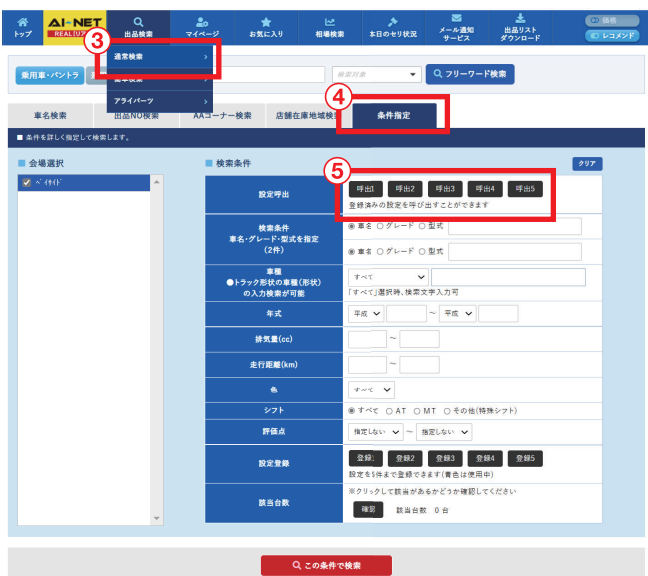 トップ
AI-NET
REAL[リア
出品検索
マイページ
お気に入り
相場検索
本日のセリ状況
メール通知
サービス
出品リスト
ダウンロード
価格
レコメンド
③
通常検索 >
アライパーツ >
乗用車・バントラ
検索対象
フリーワード検索
④
車名検索
出品NO検索
AAコーナー検索
店舗在庫地域検
条件指定
■ 条件を詳しく指定して検索します。
会場選択
ﾍﾞｲｻｲﾄﾞ
検索条件
⑤
クリア
設定呼出
呼出1 呼出2 呼出3 呼出4 呼出5
登録済みの設定を呼び出すことができます
検索条件
車名・グレード・型式を指定
(2件)
車名 グレード 型式
車名 グレード 型式
車種
●トラック形状の車種(形状)
の入力検索が可能
すべて
「すべて」選択時、検索文字入力可
年式
平成 ～ 平成
排気量(cc)
～
走行距離(km)
～
色
すべて
シフト
すべて AT MT その他(特殊シフト)
評価点
指定しない ～ 指定しない
設定登録
登録1 登録2 登録3 登録4 登録5
設定を5件まで登録できます(青色は使用中)
該当台数
※クリックして該当があるかどうか確認してください
確認 該当台数 0 台
この条件で検索